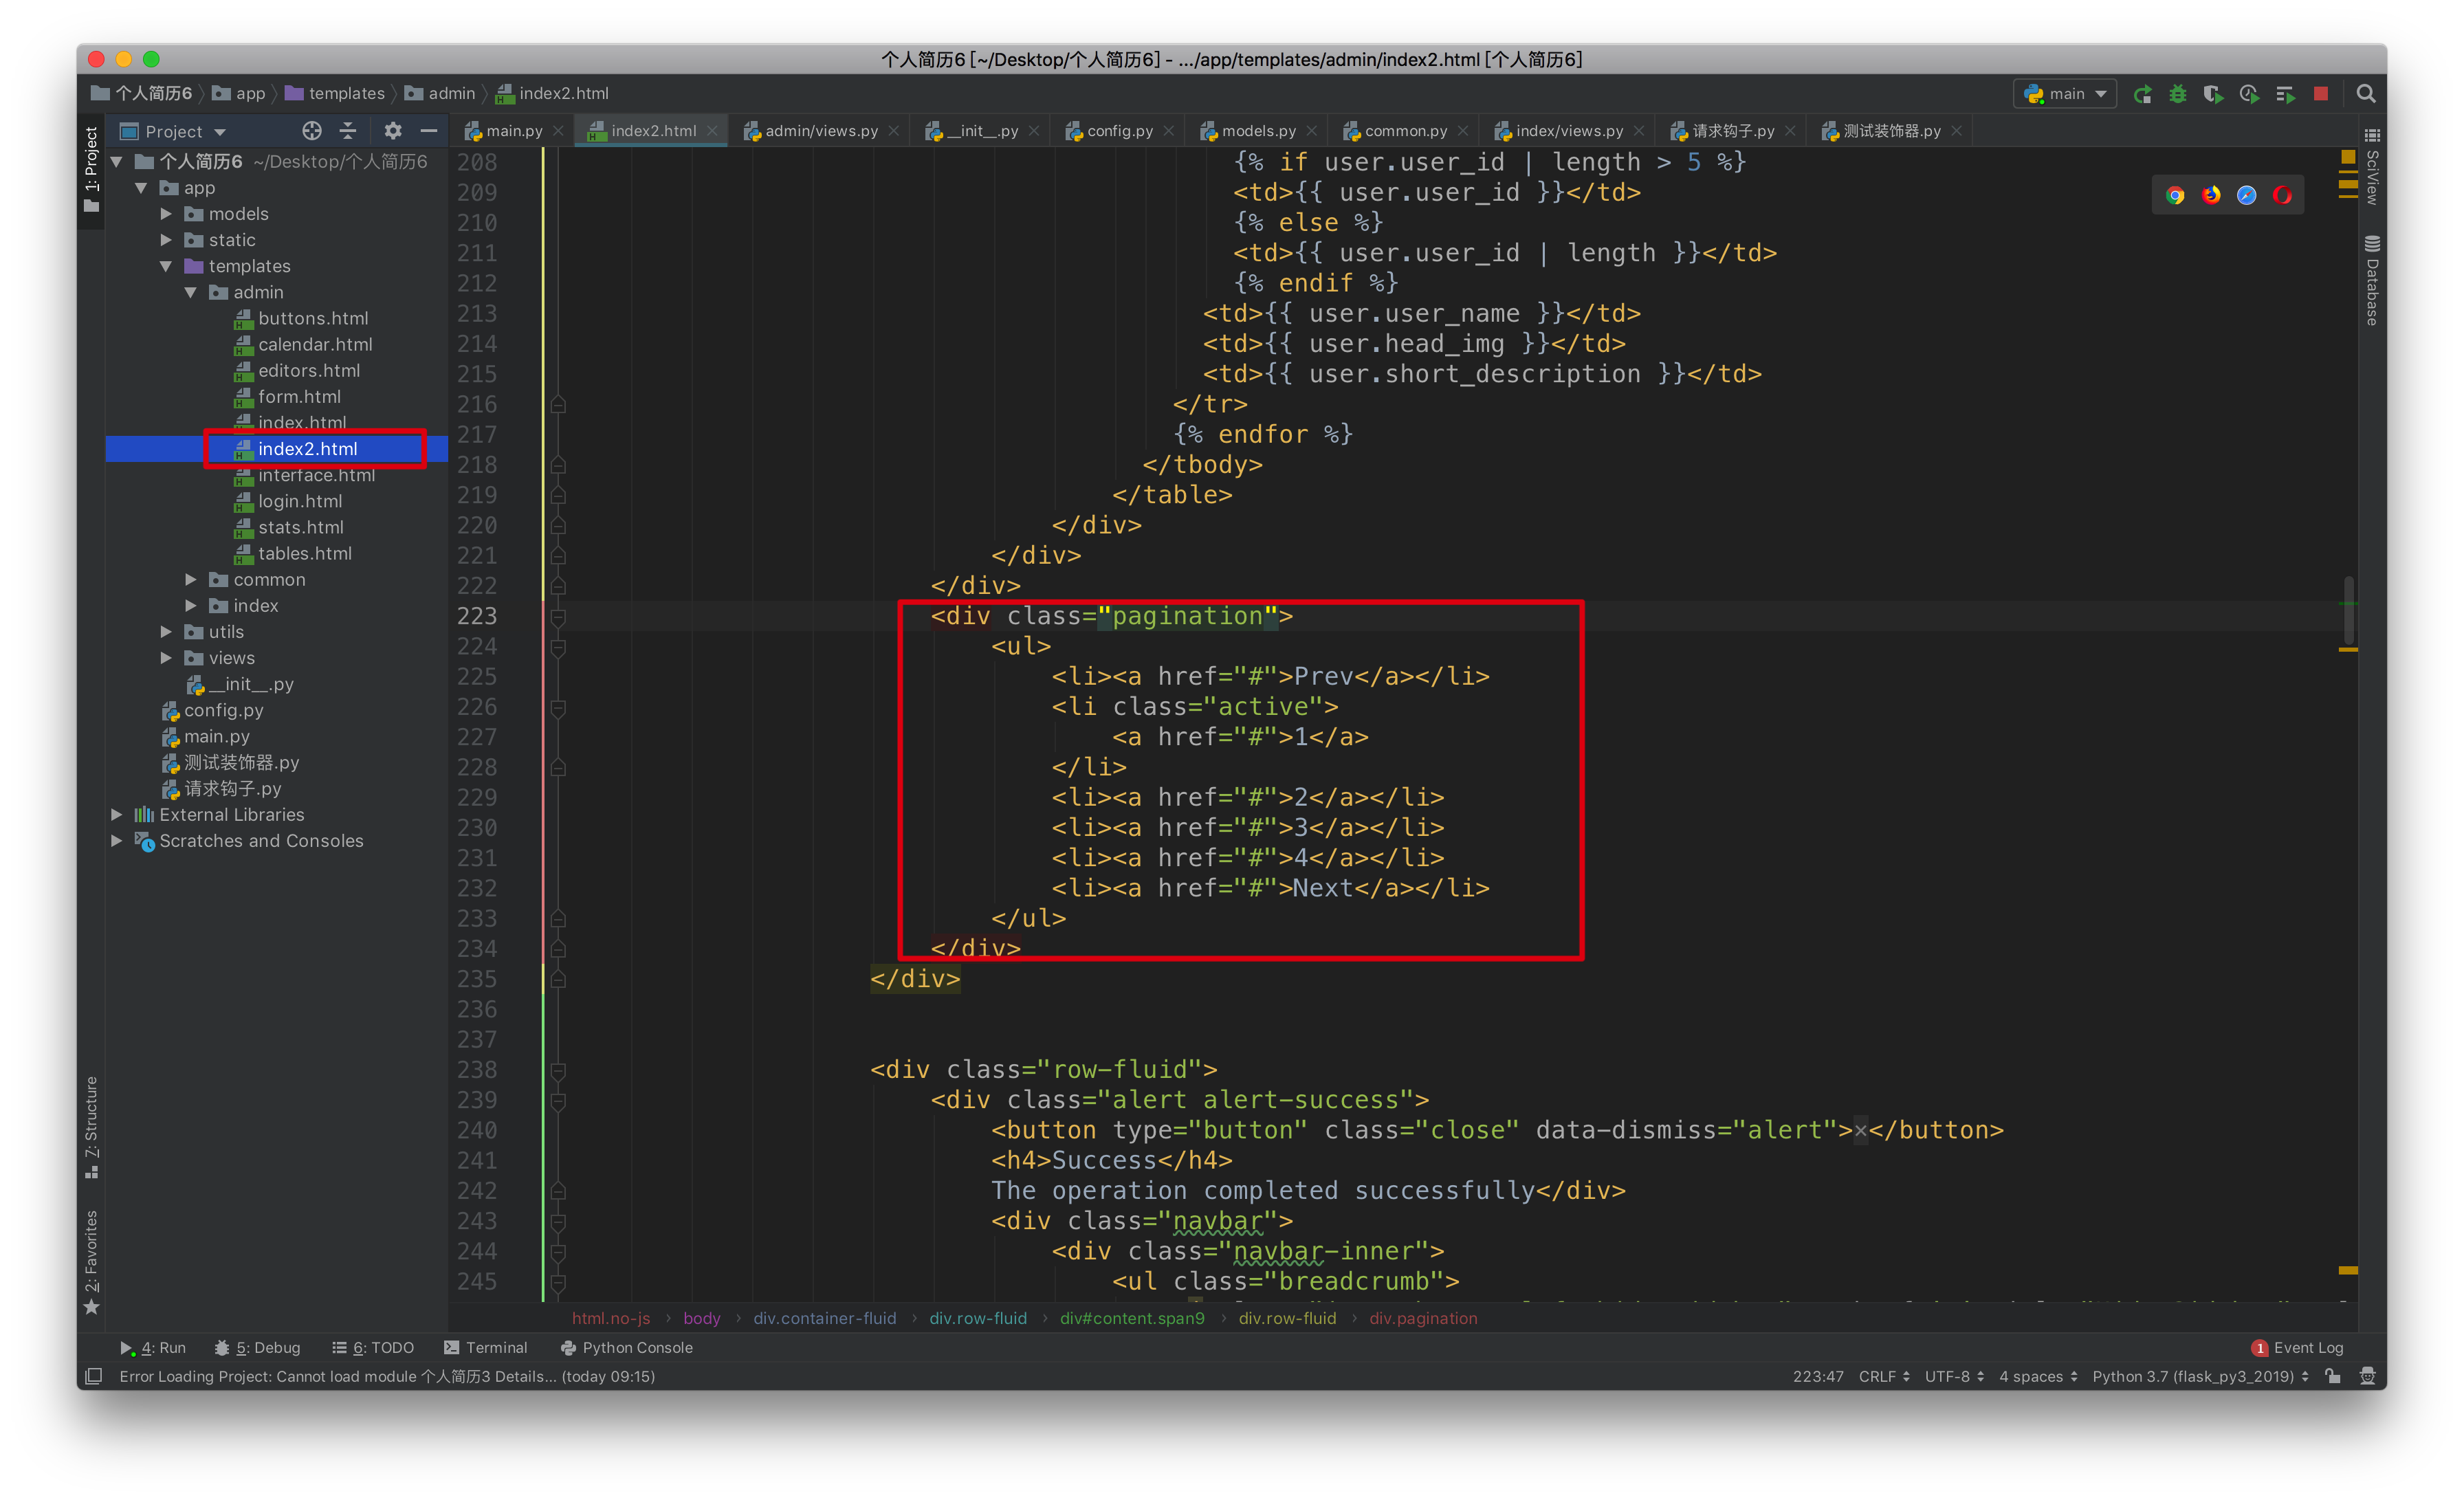 个人简历6 [~/Desktop/个人简历6] - .../app/templates/admin/index2.html [个人简历6]
个人简历6 app templates admin index2.html
main
Project
main.py index2.html admin/views.py __init__.py config.py models.py common.py index/views.py 请求钩子.py 测试装饰器.py
1: Project
个人简历6 ~/Desktop/个人简历6
app
models
static
templates
admin
buttons.html
calendar.html
editors.html
form.html
index.html
index2.html
interface.html
login.html
stats.html
tables.html
common
index
utils
views
__init__.py
config.py
main.py
测试装饰器.py
请求钩子.py
External Libraries
Scratches and Consoles
7: Structure
2: Favorites
208 {% if user.user_id | length > 5 %}
209 <td>{{ user.user_id }}</td>
210 {% else %}
211 <td>{{ user.user_id | length }}</td>
212 {% endif %}
213 <td>{{ user.user_name }}</td>
214 <td>{{ user.head_img }}</td>
215 <td>{{ user.short_description }}</td>
216 </tr>
217 {% endfor %}
218 </tbody>
219 </table>
220 </div>
221 </div>
222 </div>
223 <div class="pagination">
224 <ul>
225 <li><a href="#">Prev</a></li>
226 <li class="active">
227 <a href="#">1</a>
228 </li>
229 <li><a href="#">2</a></li>
230 <li><a href="#">3</a></li>
231 <li><a href="#">4</a></li>
232 <li><a href="#">Next</a></li>
233 </ul>
234 </div>
235 </div>
236
237
238 <div class="row-fluid">
239 <div class="alert alert-success">
240 <button type="button" class="close" data-dismiss="alert">×</button>
241 <h4>Success</h4>
242 The operation completed successfully</div>
243 <div class="navbar">
244 <div class="navbar-inner">
245 <ul class="breadcrumb">
SciView
Database
html.no-js › body › div.container-fluid › div.row-fluid › div#content.span9 › div.row-fluid › div.pagination
4: Run 5: Debug 6: TODO Terminal Python Console 1 Event Log
Error Loading Project: Cannot load module 个人简历3 Details... (today 09:15) 223:47 CRLF UTF-8 4 spaces Python 3.7 (flask_py3_2019)